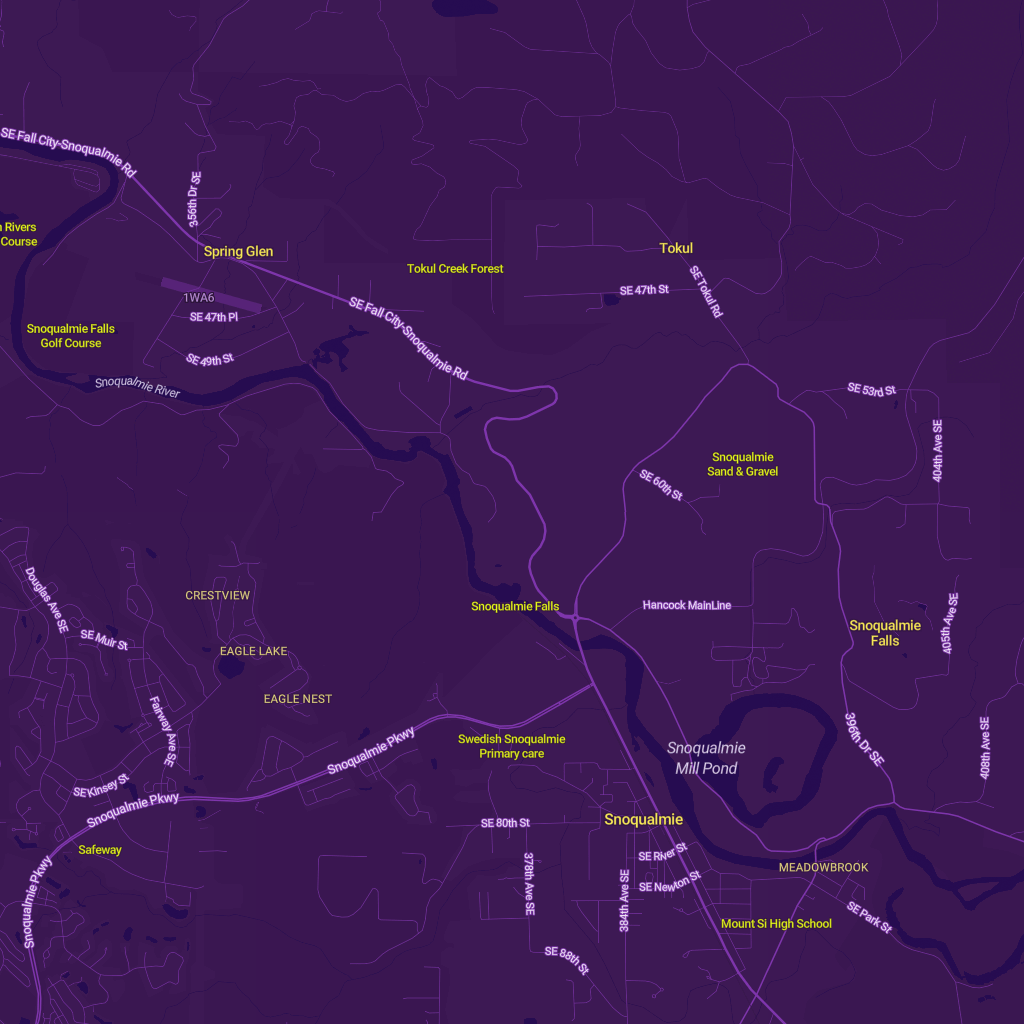 SE Fall City-Snoqualmie Rd
356th Dr SE
Rivers
Course
Spring Glen
Tokul
Tokul Creek Forest
SE Tokul Rd
SE 47th St
1WA6
SE 47th Pl
SE Fall City-Snoqualmie Rd
Snoqualmie Falls
Golf Course
SE 49th St
Snoqualmie River
SE 53rd St
404th Ave SE
Snoqualmie
Sand & Gravel
SE 60th St
Douglas Ave SE
CRESTVIEW
Snoqualmie Falls
Hancock MainLine
405th Ave SE
Snoqualmie
Falls
SE Muir St
EAGLE LAKE
EAGLE NEST
Fairway Ave SE
396th Dr SE
408th Ave SE
Snoqualmie Pkwy
Swedish Snoqualmie
Primary care
Snoqualmie
Mill Pond
SE Kinsey St
Snoqualmie Pkwy
SE 80th St
Snoqualmie
Safeway
SE River St
MEADOWBROOK
378th Ave SE
384th Ave SE
SE Newton St
Snoqualmie Pkwy
SE Park St
Mount Si High School
SE 88th St